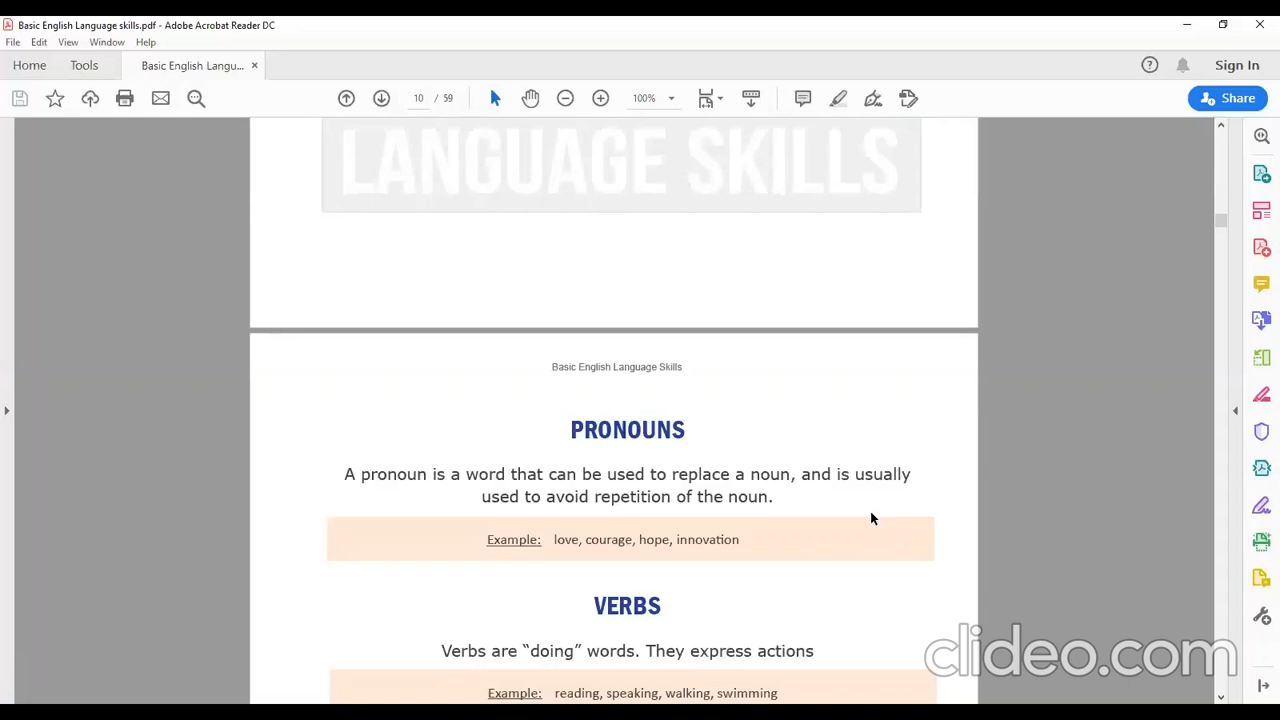 Basic English Language skills.pdf - Adobe Acrobat Reader DC
File Edit View Window Help
Home Tools Basic English Langu... × Sign In
10 / 59 100% Share
LANGUAGE SKILLS
Basic English Language Skills
PRONOUNS
A pronoun is a word that can be used to replace a noun, and is usually
used to avoid repetition of the noun.
Example: love, courage, hope, innovation
VERBS
Verbs are “doing” words. They express actions
Example: reading, speaking, walking, swimming
clideo.com